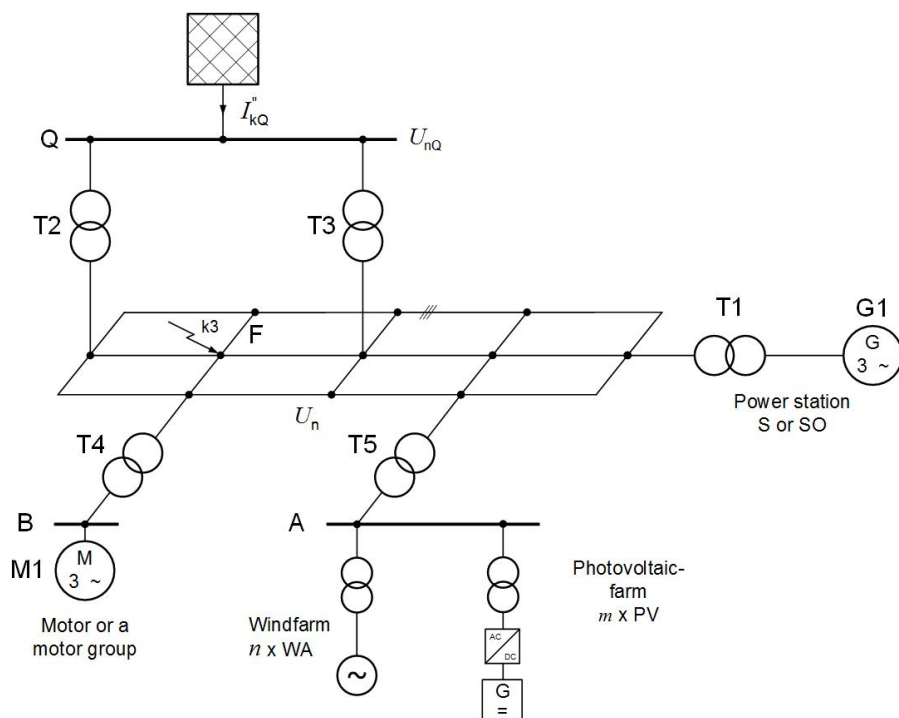 I"kQ
Q
UnQ
T2
T3
T1
G1
k3
F
G
3 ~
Power station
S or SO
Un
T4
T5
B
A
M1
M
3 ~
Motor or a
motor group
Windfarm
n x WA
~
Photovoltaic-
farm
m x PV
AC
DC
G
=